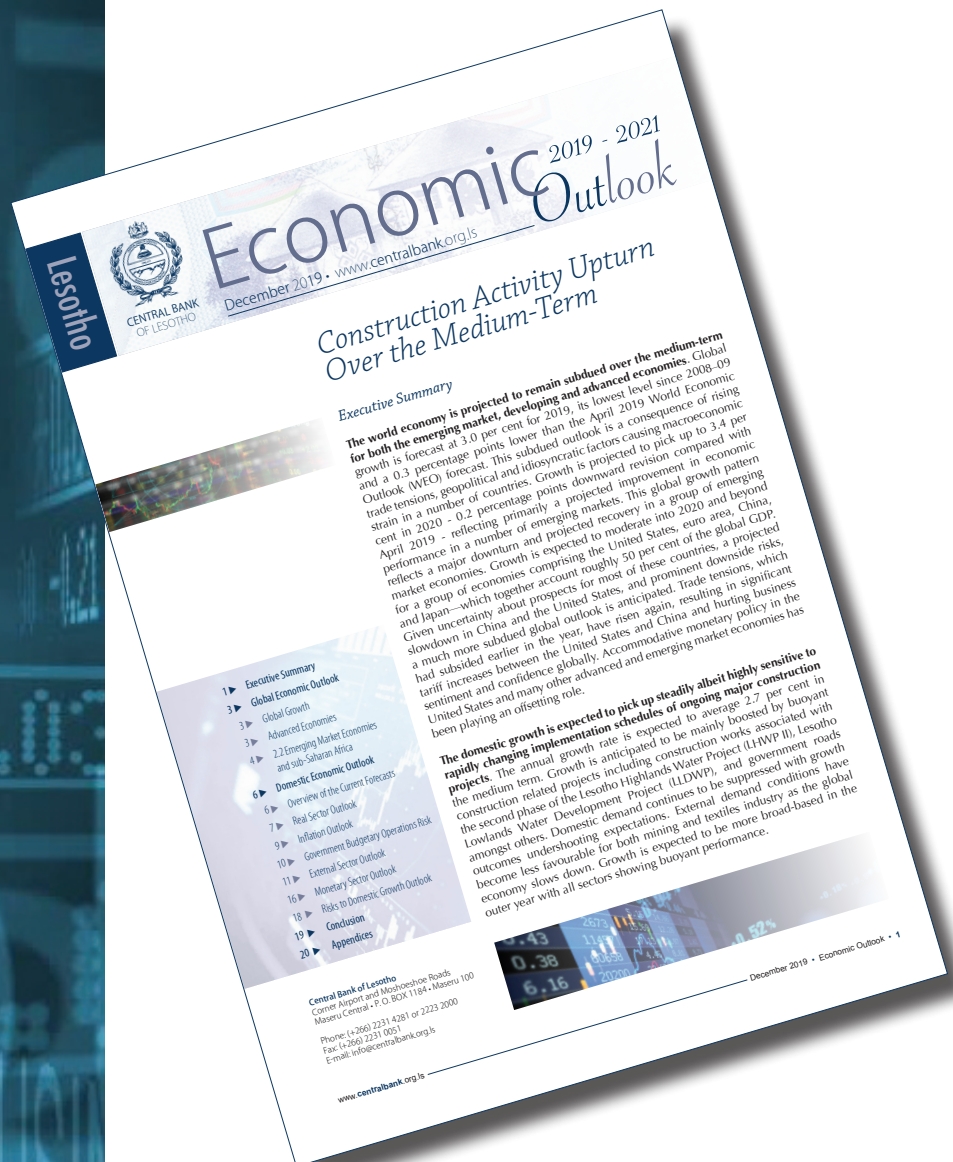 Lesotho
CENTRAL BANK
OF LESOTHO
Economic
2019 - 2021
Outlook
December 2019 • www.centralbank.org.ls
Construction Activity Upturn
Over the Medium-Term
Executive Summary
The world economy is projected to remain subdued over the medium-term
for both the emerging market, developing and advanced economies. Global
growth is forecast at 3.0 per cent for 2019, its lowest level since 2008–09
and a 0.3 percentage points lower than the April 2019 World Economic
Outlook (WEO) forecast. This subdued outlook is a consequence of rising
trade tensions, geopolitical and idiosyncratic factors causing macroeconomic
strain in a number of countries. Growth is projected to pick up to 3.4 per
cent in 2020 - 0.2 percentage points downward revision compared with
April 2019 - reflecting primarily a projected improvement in economic
performance in a number of emerging markets. This global growth pattern
reflects a major downturn and projected recovery in a group of emerging
market economies. Growth is expected to moderate into 2020 and beyond
for a group of economies comprising the United States, euro area, China,
and Japan—which together account roughly 50 per cent of the global GDP.
Given uncertainty about prospects for most of these countries, a projected
slowdown in China and the United States, and prominent downside risks,
a much more subdued global outlook is anticipated. Trade tensions, which
had subsided earlier in the year, have risen again, resulting in significant
tariff increases between the United States and China and hurting business
sentiment and confidence globally. Accommodative monetary policy in the
United States and many other advanced and emerging market economies has
been playing an offsetting role.
The domestic growth is expected to pick up steadily albeit highly sensitive to
rapidly changing implementation schedules of ongoing major construction
projects. The annual growth rate is expected to average 2.7 per cent in
the medium term. Growth is anticipated to be mainly boosted by buoyant
construction related projects including construction works associated with
the second phase of the Lesotho Highlands Water Project (LHWP II), Lesotho
Lowlands Water Development Project (LLDWP), and government roads
amongst others. Domestic demand continues to be suppressed with growth
outcomes undershooting expectations. External demand conditions have
become less favourable for both mining and textiles industry as the global
economy slows down. Growth is expected to be more broad-based in the
outer year with all sectors showing buoyant performance.
1 Executive Summary
3 Global Economic Outlook
3 Global Growth
3 Advanced Economies
4 2.2 Emerging Market Economies
and sub-Saharan Africa
6 Domestic Economic Outlook
6 Overview of the Current Forecasts
7 Real Sector Outlook
9 Inflation Outlook
10 Government Budgetary Operations Risk
11 External Sector Outlook
16 Monetary Sector Outlook
18 Risks to Domestic Growth Outlook
19 Conclusion
20 Appendices
0.38
6.16
20200
0.52%
Central Bank of Lesotho
Corner Airport and Moshoeshoe Roads
Maseru Central • P. O. BOX 1184 • Maseru 100
Phone: (+266) 2231 4281 or 2223 2000
Fax: (+266) 2231 0051
E-mail: info@centralbank.org.ls
www.centralbank.org.ls
December 2019 • Economic Outlook • 1